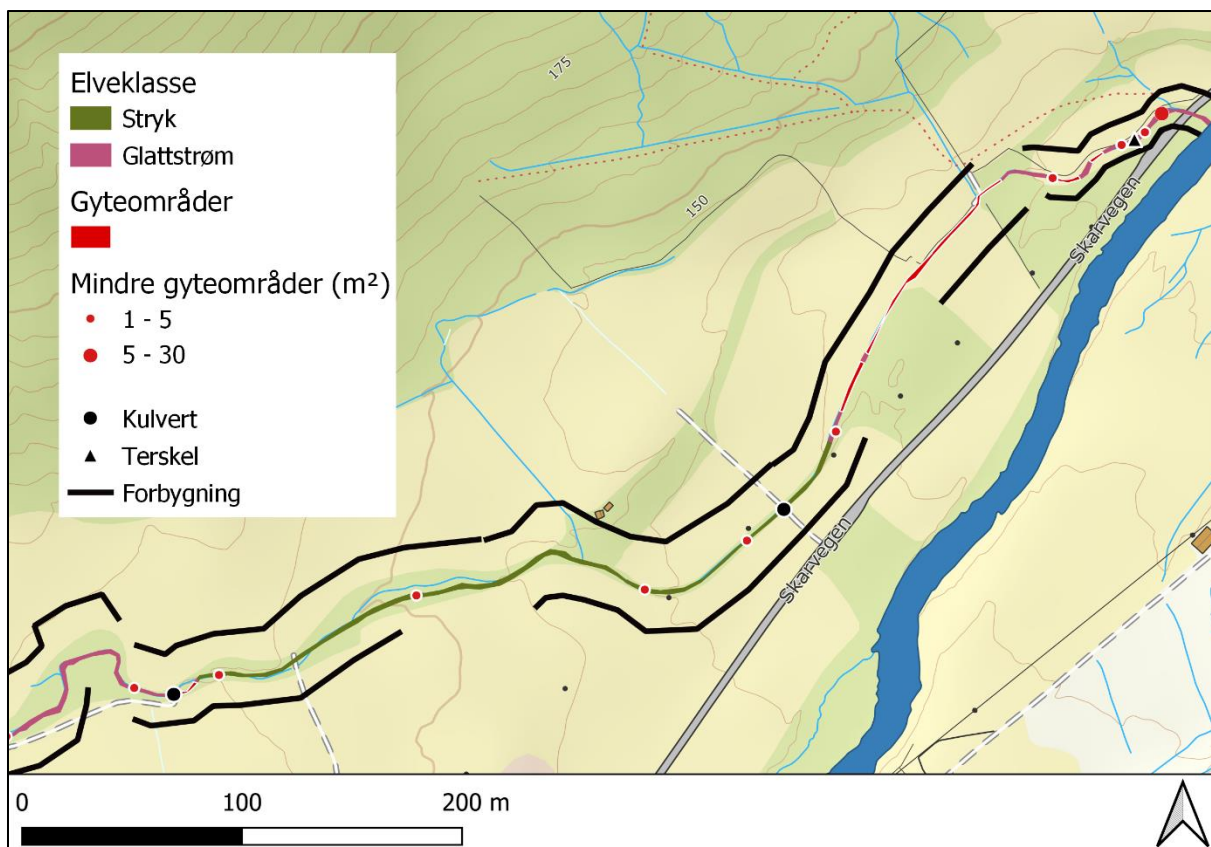 Elveklasse
Stryk
Glattstrøm
Gyteområder
Mindre gyteområder (m²)
1 - 5
5 - 30
Kulvert
Terskel
Forbygning
175
150
Skarvegen
Skarvegen
0 100 200 m